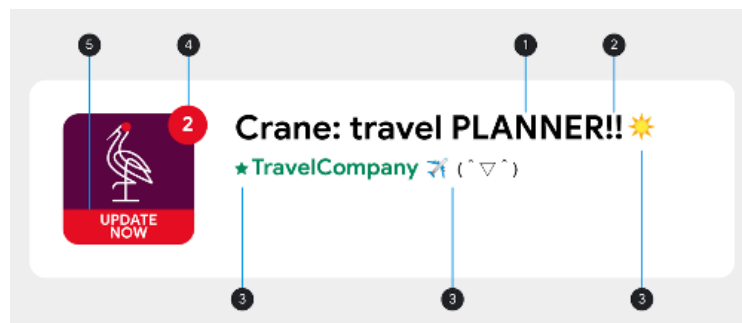 5 4 1 2
2
Crane: travel PLANNER!!☀️
★TravelCompany ✈️ (＾▽＾)
UPDATE
NOW
3 3 3